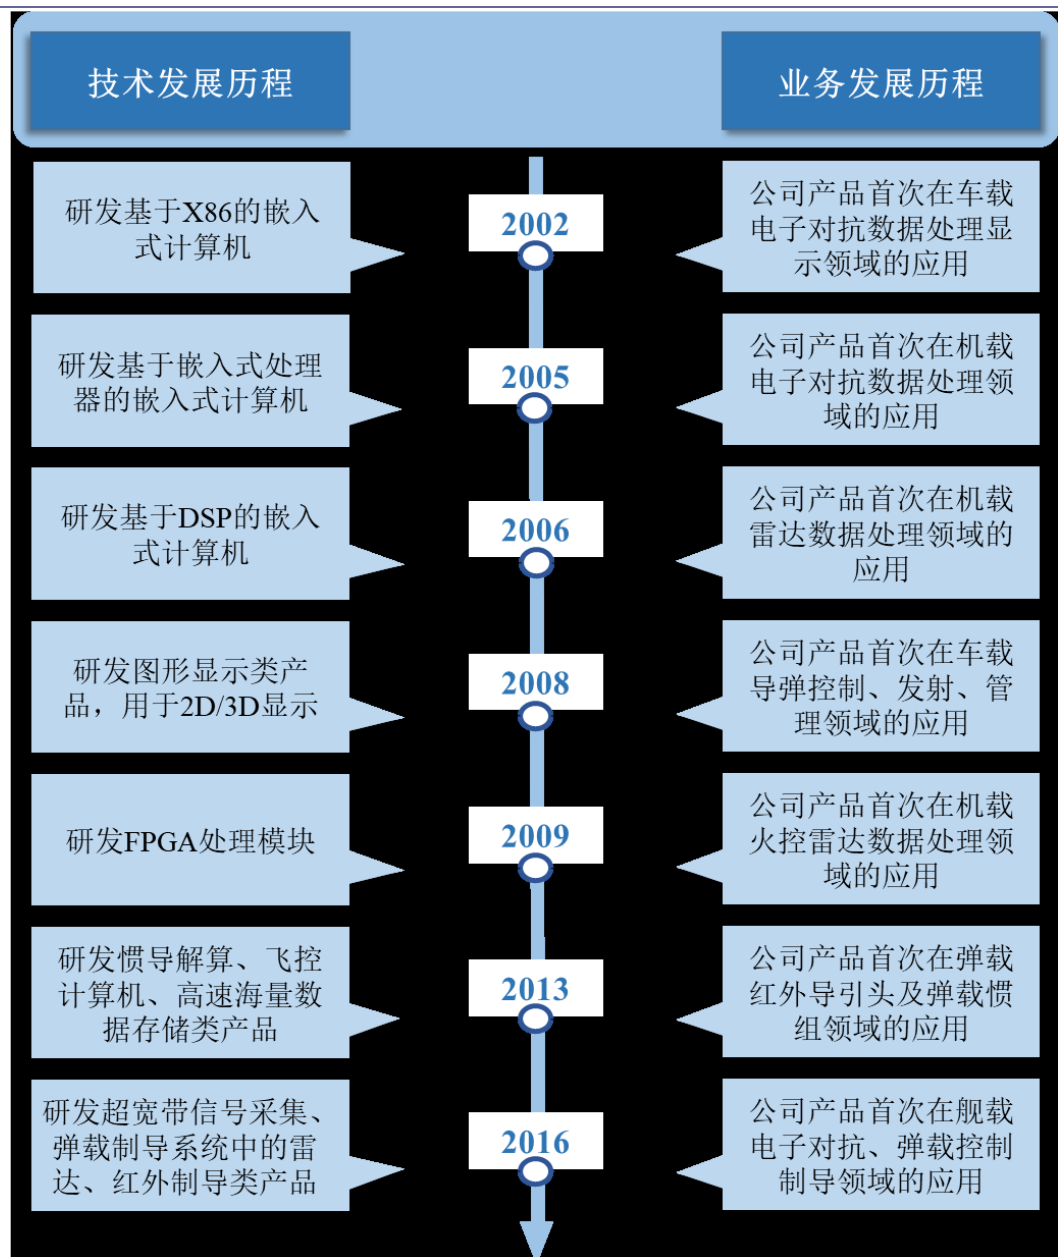 技术发展历程
业务发展历程
研发基于X86的嵌入
式计算机
2002
公司产品首次在车载
电子对抗数据处理显
示领域的应用
研发基于嵌入式处理
器的嵌入式计算机
2005
公司产品首次在机载
电子对抗数据处理领
域的应用
研发基于DSP的嵌入
式计算机
2006
公司产品首次在机载
雷达数据处理领域的
应用
研发图形显示类产
品，用于2D/3D显示
2008
公司产品首次在车载
导弹控制、发射、管
理领域的应用
研发FPGA处理模块
2009
公司产品首次在机载
火控雷达数据处理领
域的应用
研发惯导解算、飞控
计算机、高速海量数
据存储类产品
2013
公司产品首次在弹载
红外导引头及弹载惯
组领域的应用
研发超宽带信号采集、
弹载制导系统中的雷
达、红外制导类产品
2016
公司产品首次在舰载
电子对抗、弹载控制
制导领域的应用